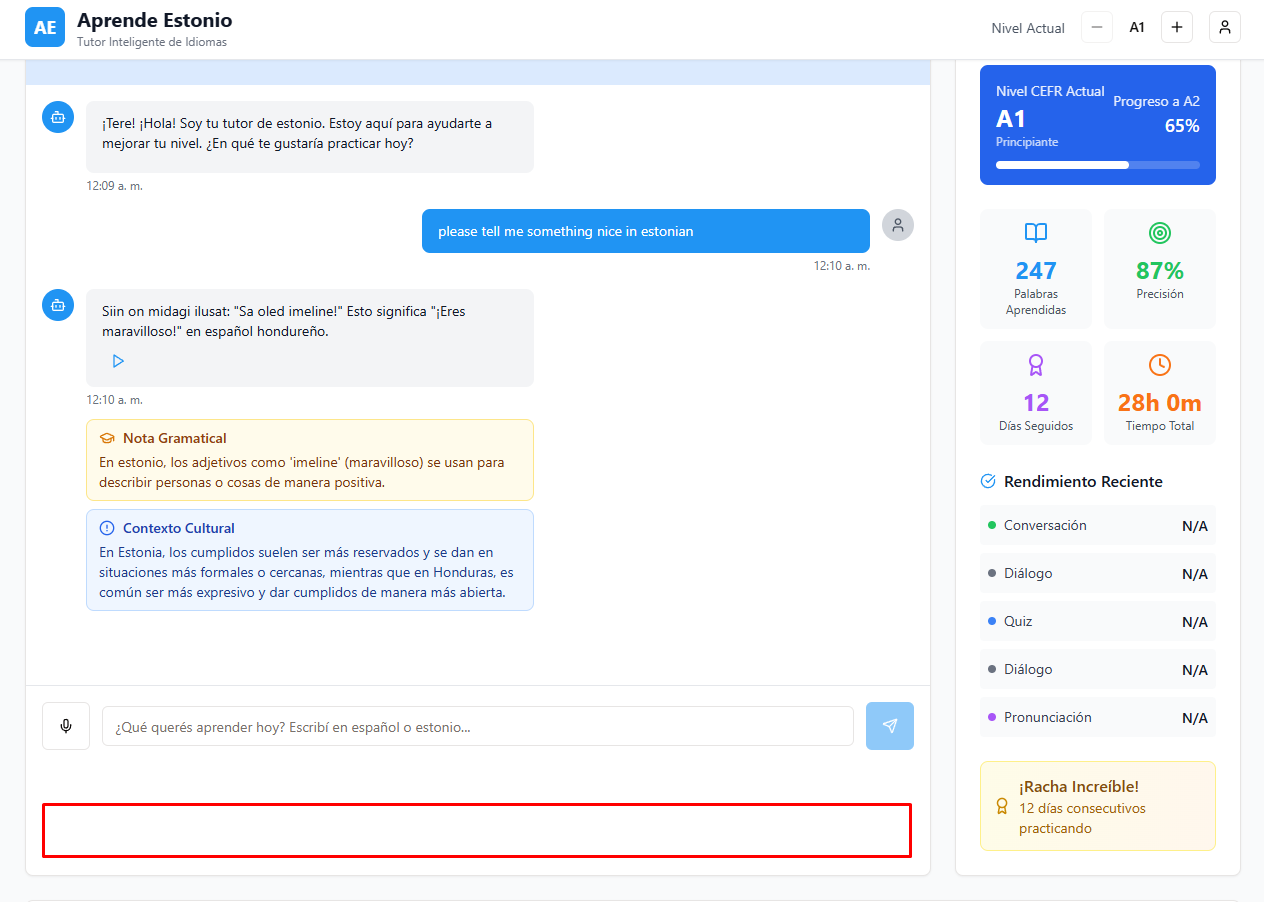 AE
Aprende Estonio
Tutor Inteligente de Idiomas
Nivel Actual
A1
¡Tere! ¡Hola! Soy tu tutor de estonio. Estoy aquí para ayudarte a
mejorar tu nivel. ¿En qué te gustaría practicar hoy?
12:09 a. m.
please tell me something nice in estonian
12:10 a. m.
Siin on midagi ilusat: "Sa oled imeline!" Esto significa "¡Eres
maravilloso!" en español hondureño.
12:10 a. m.
Nota Gramatical
En estonio, los adjetivos como 'imeline' (maravilloso) se usan para
describir personas o cosas de manera positiva.
Contexto Cultural
En Estonia, los cumplidos suelen ser más reservados y se dan en
situaciones más formales o cercanas, mientras que en Honduras, es
común ser más expresivo y dar cumplidos de manera más abierta.
¿Qué querés aprender hoy? Escribí en español o estonio...
Nivel CEFR Actual
A1
Principiante
Progreso a A2
65%
247
Palabras
Aprendidas
87%
Precisión
12
Días Seguidos
28h 0m
Tiempo Total
Rendimiento Reciente
Conversación N/A
Diálogo N/A
Quiz N/A
Diálogo N/A
Pronunciación N/A
¡Racha Increíble!
12 días consecutivos
practicando